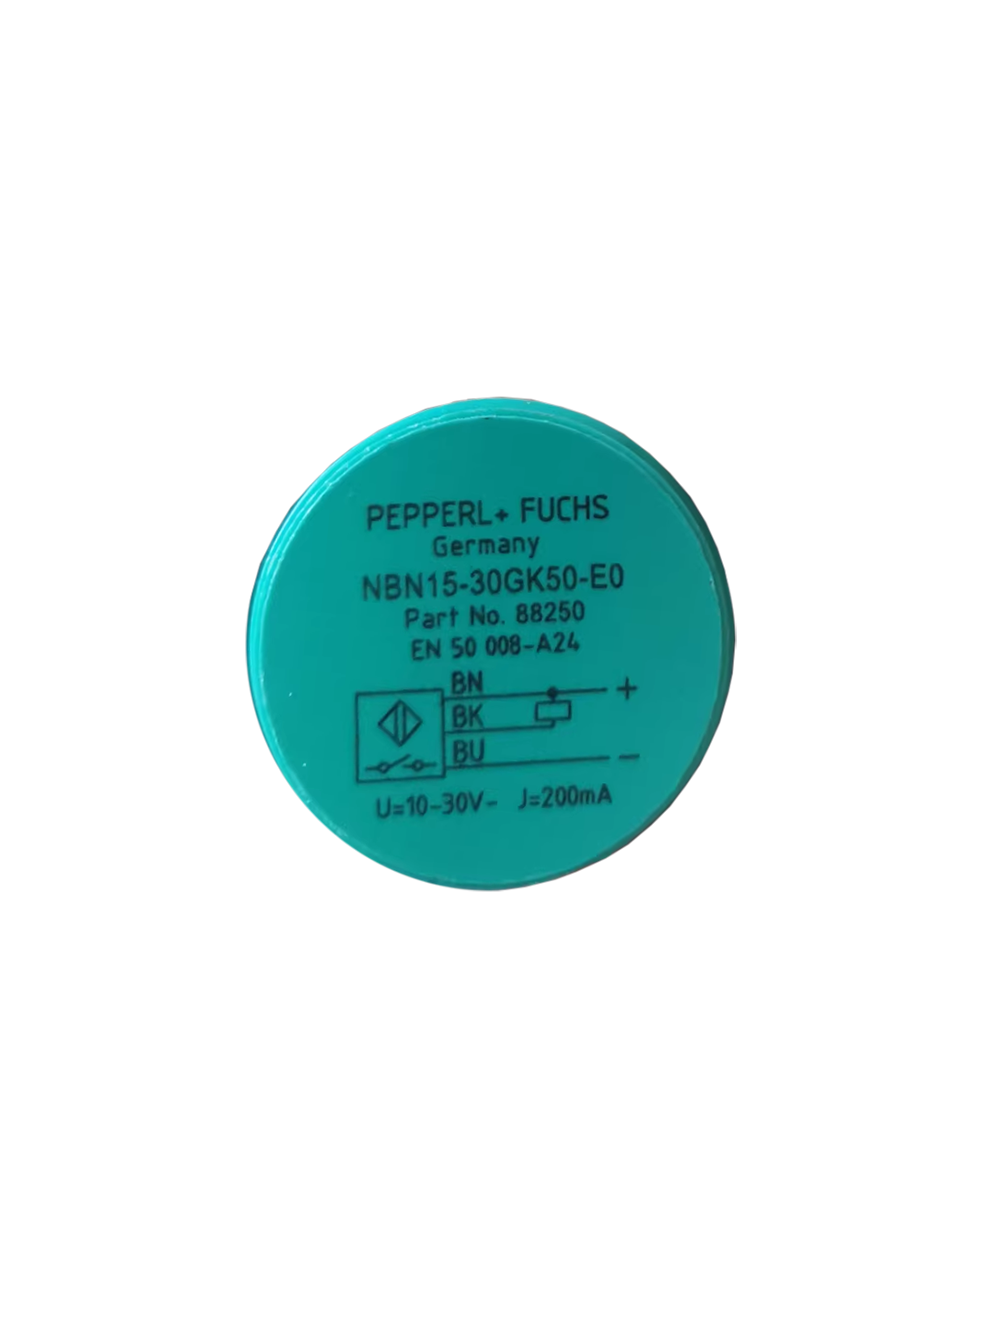 PEPPERL+ FUCHS
Germany
NBN15-30GK50-E0
Part No. 88250
EN 50 008-A24
BN
+
BK
BU
-
U=10-30V- J=200mA